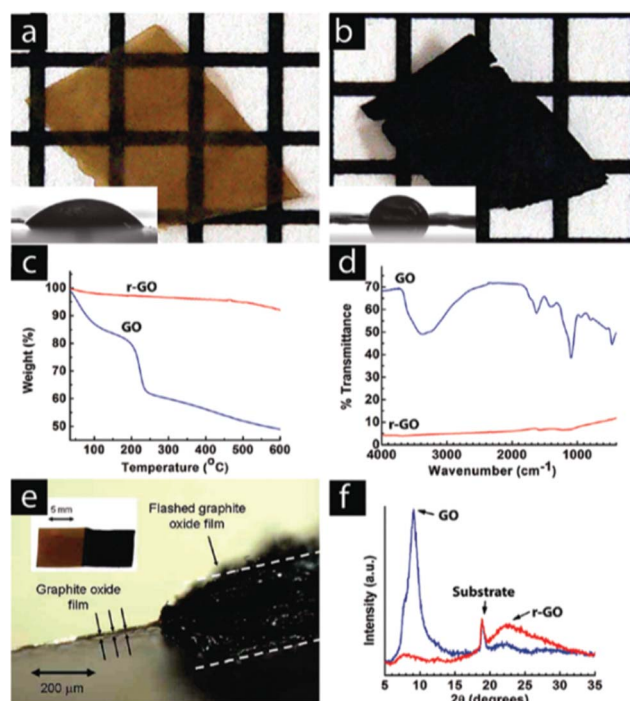 a
b
c
100
90
80
70
60
50
r-GO
GO
Weight (%)
100 200 300 400 500 600
Temperature (°C)
d
70
60
50
40
30
20
10
0
GO
r-GO
% Transmittance
4000 3000 2000 1000
Wavenumber (cm-1)
e
5 mm
Flashed graphite
oxide film
Graphite oxide
film
200 μm
f
GO
Substrate
r-GO
Intensity (a.u.)
5 10 15 20 25 30 35
2θ (degrees)